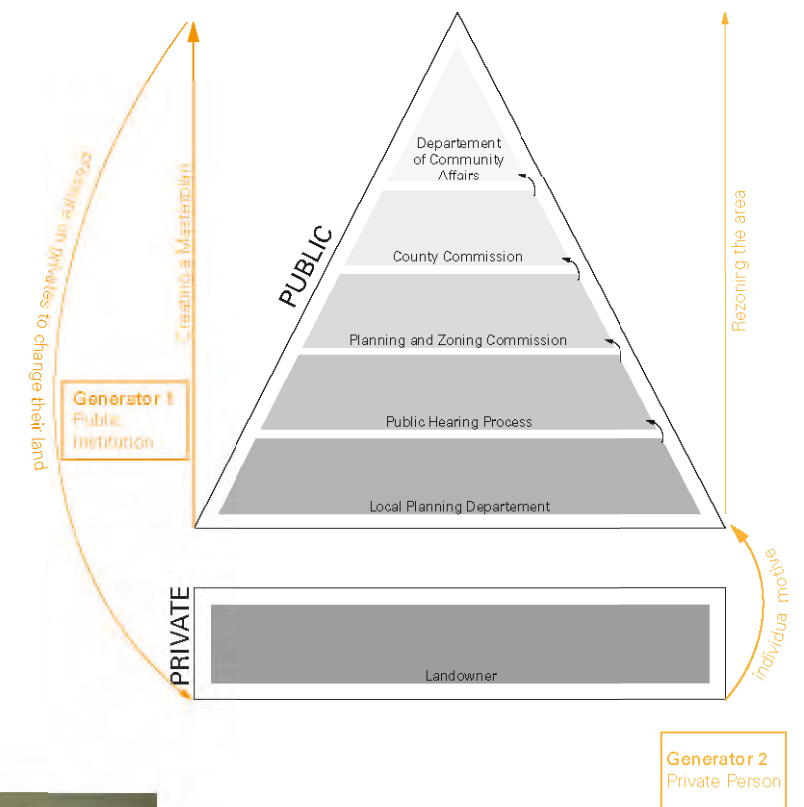 pressure on privates to change their land
Creating a Masterplan
Generator 1
Public
Institution
PUBLIC
Departement
of Community
Affairs
County Commission
Planning and Zoning Commission
Public Hearing Process
Local Planning Departement
Rezoning the area
PRIVATE
Landowner
individua motive
Generator 2
Private Person